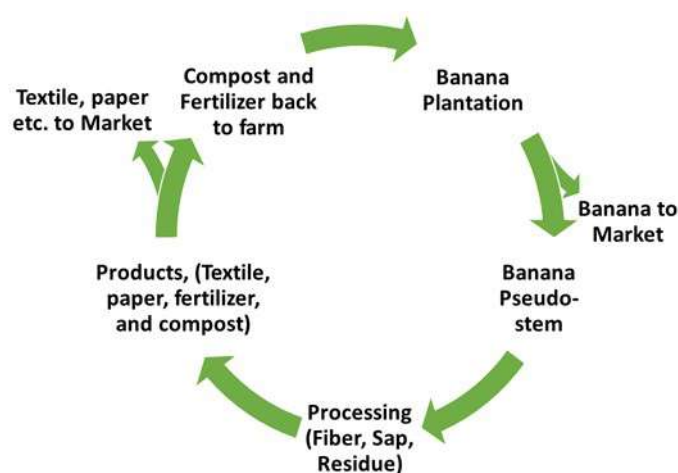 Compost and
Fertilizer back
to farm
Banana
Plantation
Textile, paper
etc. to Market
Banana to
Market
Products, (Textile,
paper, fertilizer,
and compost)
Banana
Pseudo-
stem
Processing
(Fiber, Sap,
Residue)